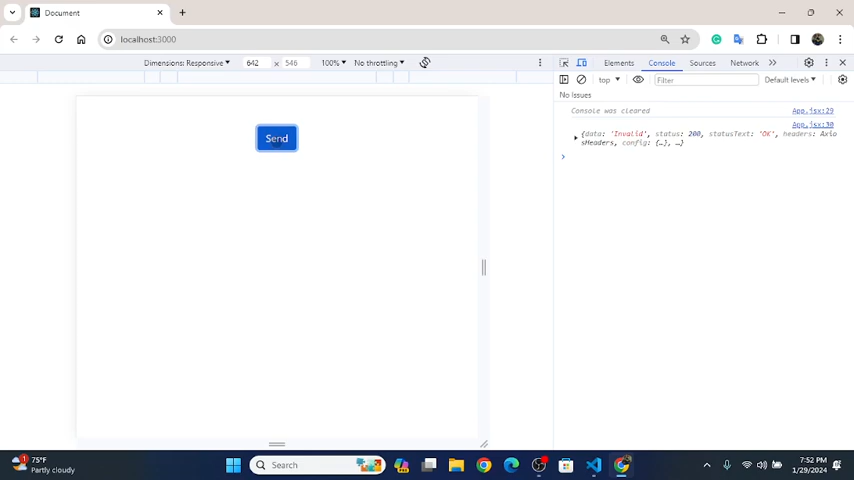 Document
localhost:3000
Dimensions: Responsive 642 x 546 100% No throttling
Elements Console Sources Network
top Filter Default levels
No Issues
Console was cleared App.jsx:29
App.jsx:30
{data: 'Invalid', status: 200, statusText: 'OK', headers: Axio
sHeaders, config: {…}, …}
Send
75°F
Partly cloudy
Search
7:52 PM
1/29/2024